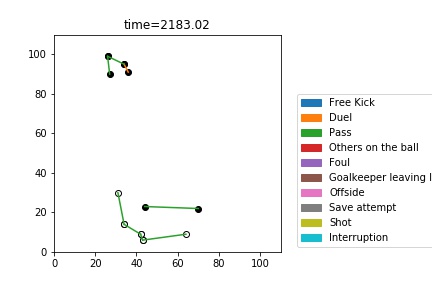 time=2183.02
100
80
60
40
20
0
0 20 40 60 80 100
Free Kick
Duel
Pass
Others on the ball
Foul
Goalkeeper leaving l
Offside
Save attempt
Shot
Interruption